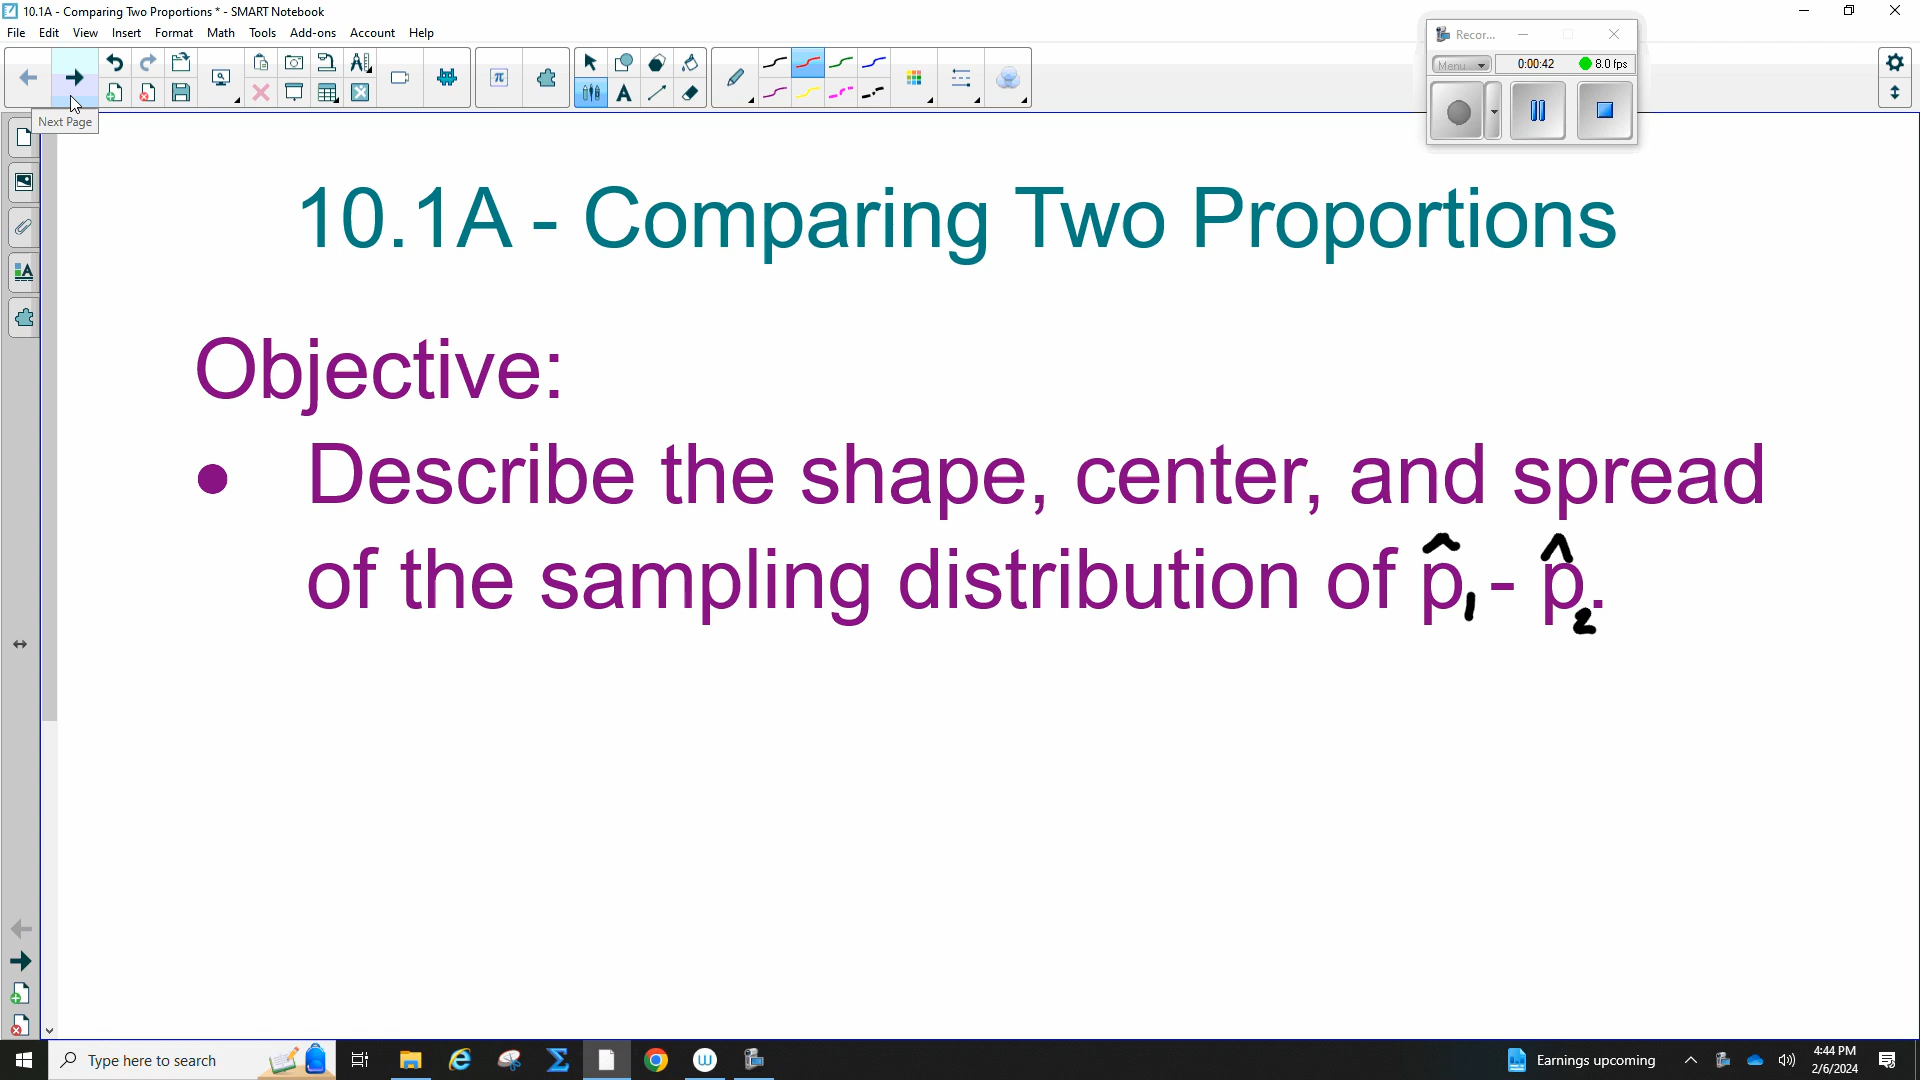 10.1A - Comparing Two Proportions * - SMART Notebook
File Edit View Insert Format Math Tools Add-ons Account Help
Recor...
Menu 0:00:42 8.0 fps
Next Page
10.1A - Comparing Two Proportions
Objective:
• Describe the shape, center, and spread
of the sampling distribution of p̂₁ - p̂₂.
Type here to search
Earnings upcoming
4:44 PM
2/6/2024